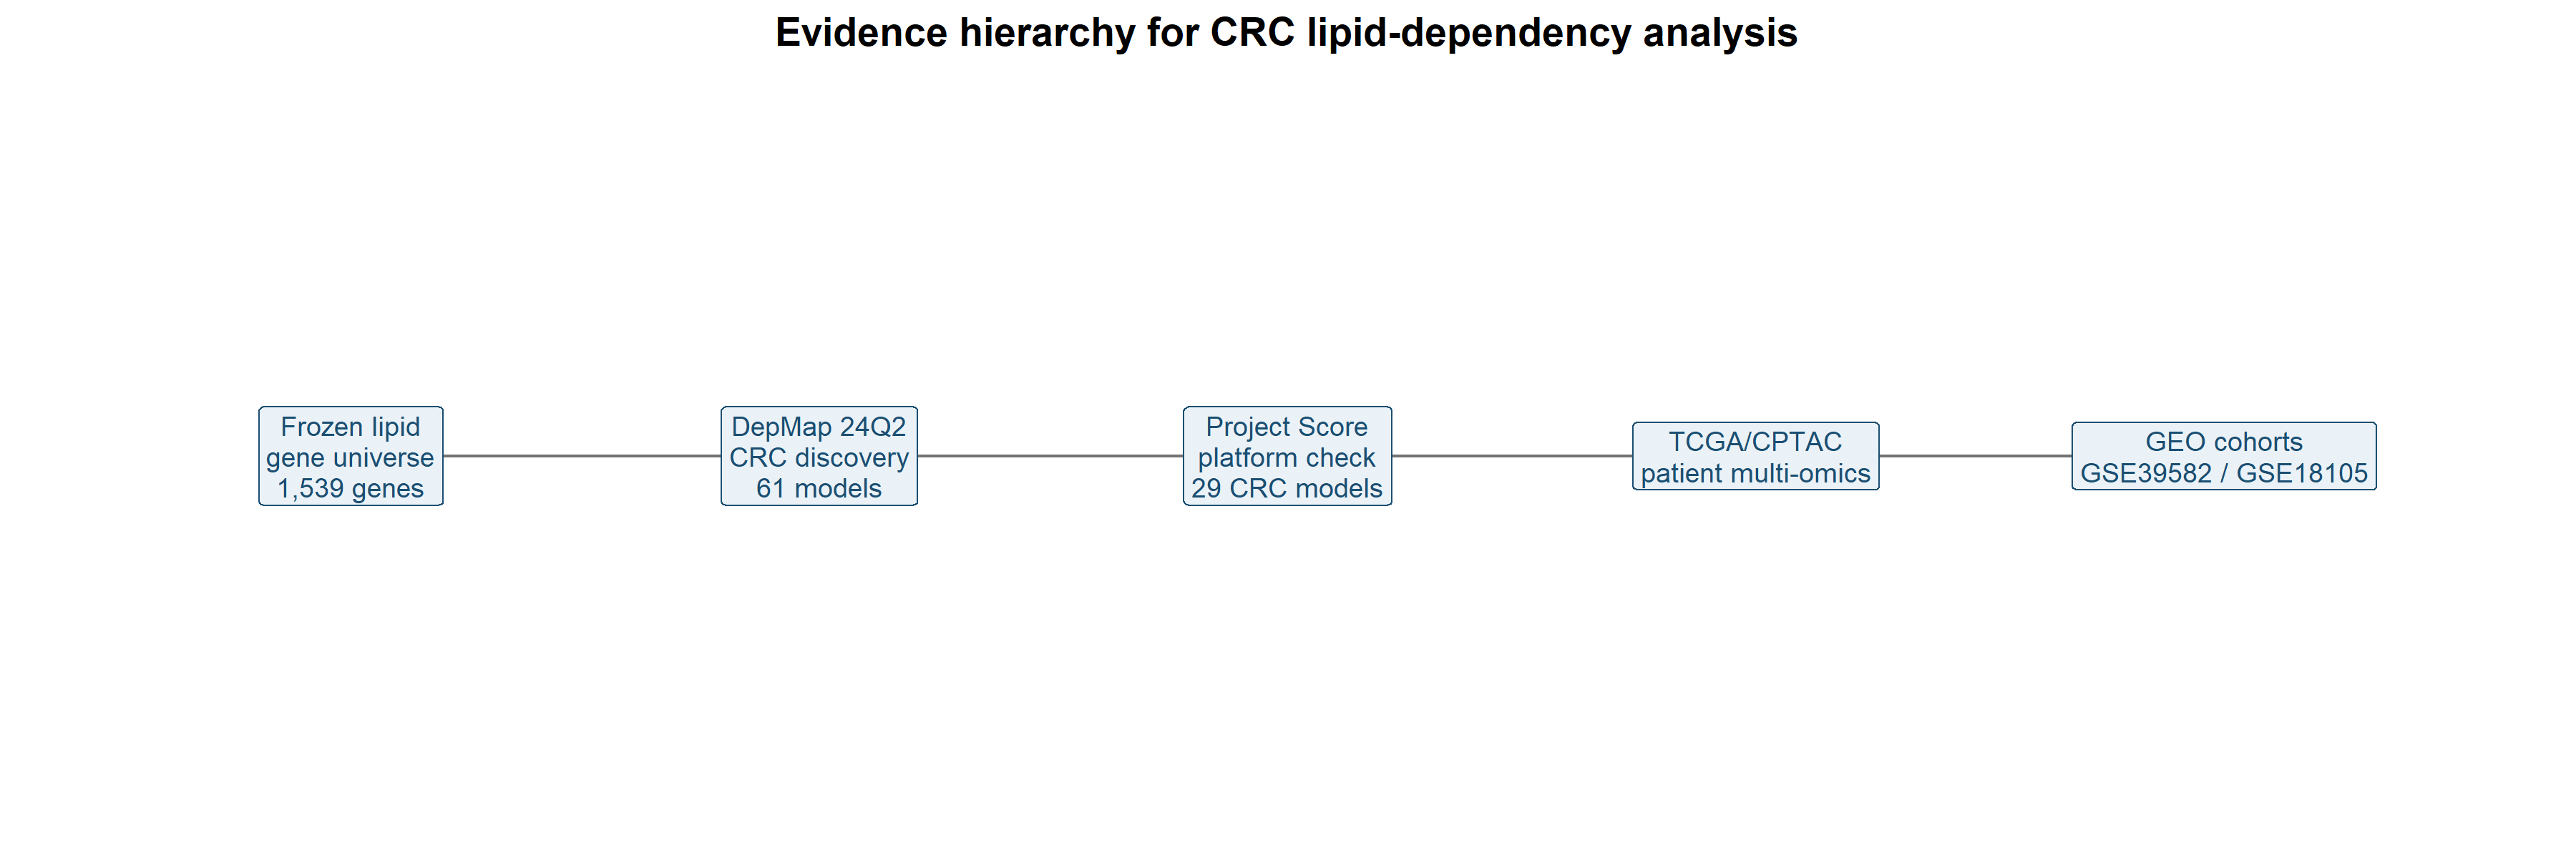 Evidence hierarchy for CRC lipid-dependency analysis
Frozen lipid
gene universe
1,539 genes
DepMap 24Q2
CRC discovery
61 models
Project Score
platform check
29 CRC models
TCGA/CPTAC
patient multi-omics
GEO cohorts
GSE39582 / GSE18105